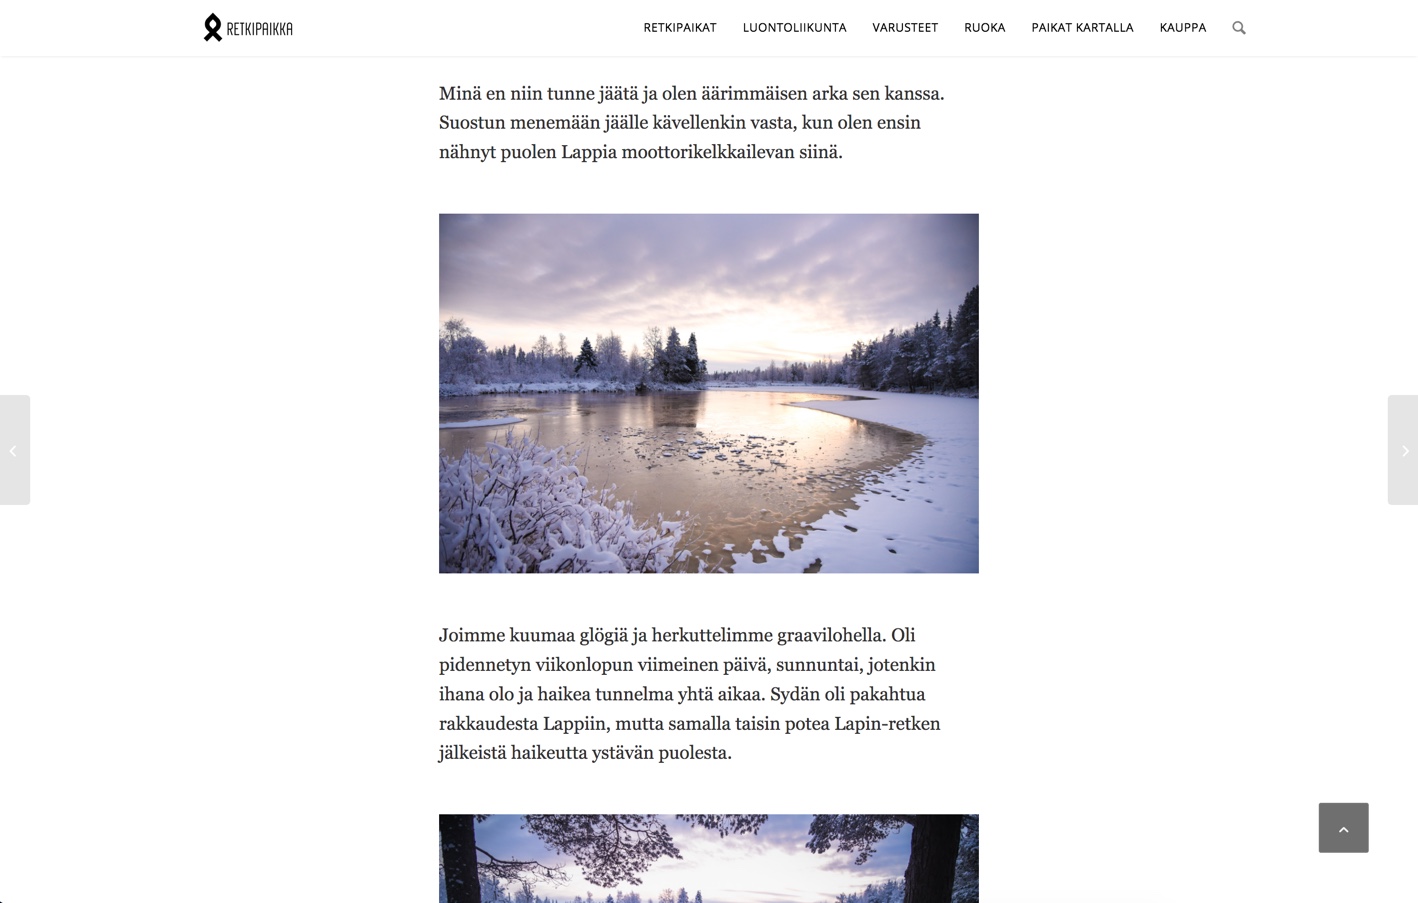 RETKIPAIKKA
RETKIPAIKAT LUONTOLIIKUNTA VARUSTEET RUOKA PAIKAT KARTALLA KAUPPA
Minä en niin tunne jäätä ja olen äärimmäisen arka sen kanssa.
Suostun menemään jäälle kävellenkin vasta, kun olen ensin
nähnyt puolen Lappia moottorikelkkailevan siinä.
Joimme kuumaa glögiä ja herkuttelimme graavilohella. Oli
pidennetyn viikonlopun viimeinen päivä, sunnuntai, jotenkin
ihana olo ja haikea tunnelma yhtä aikaa. Sydän oli pakahtua
rakkaudesta Lappiin, mutta samalla taisin potea Lapin-retken
jälkeistä haikeutta ystävän puolesta.